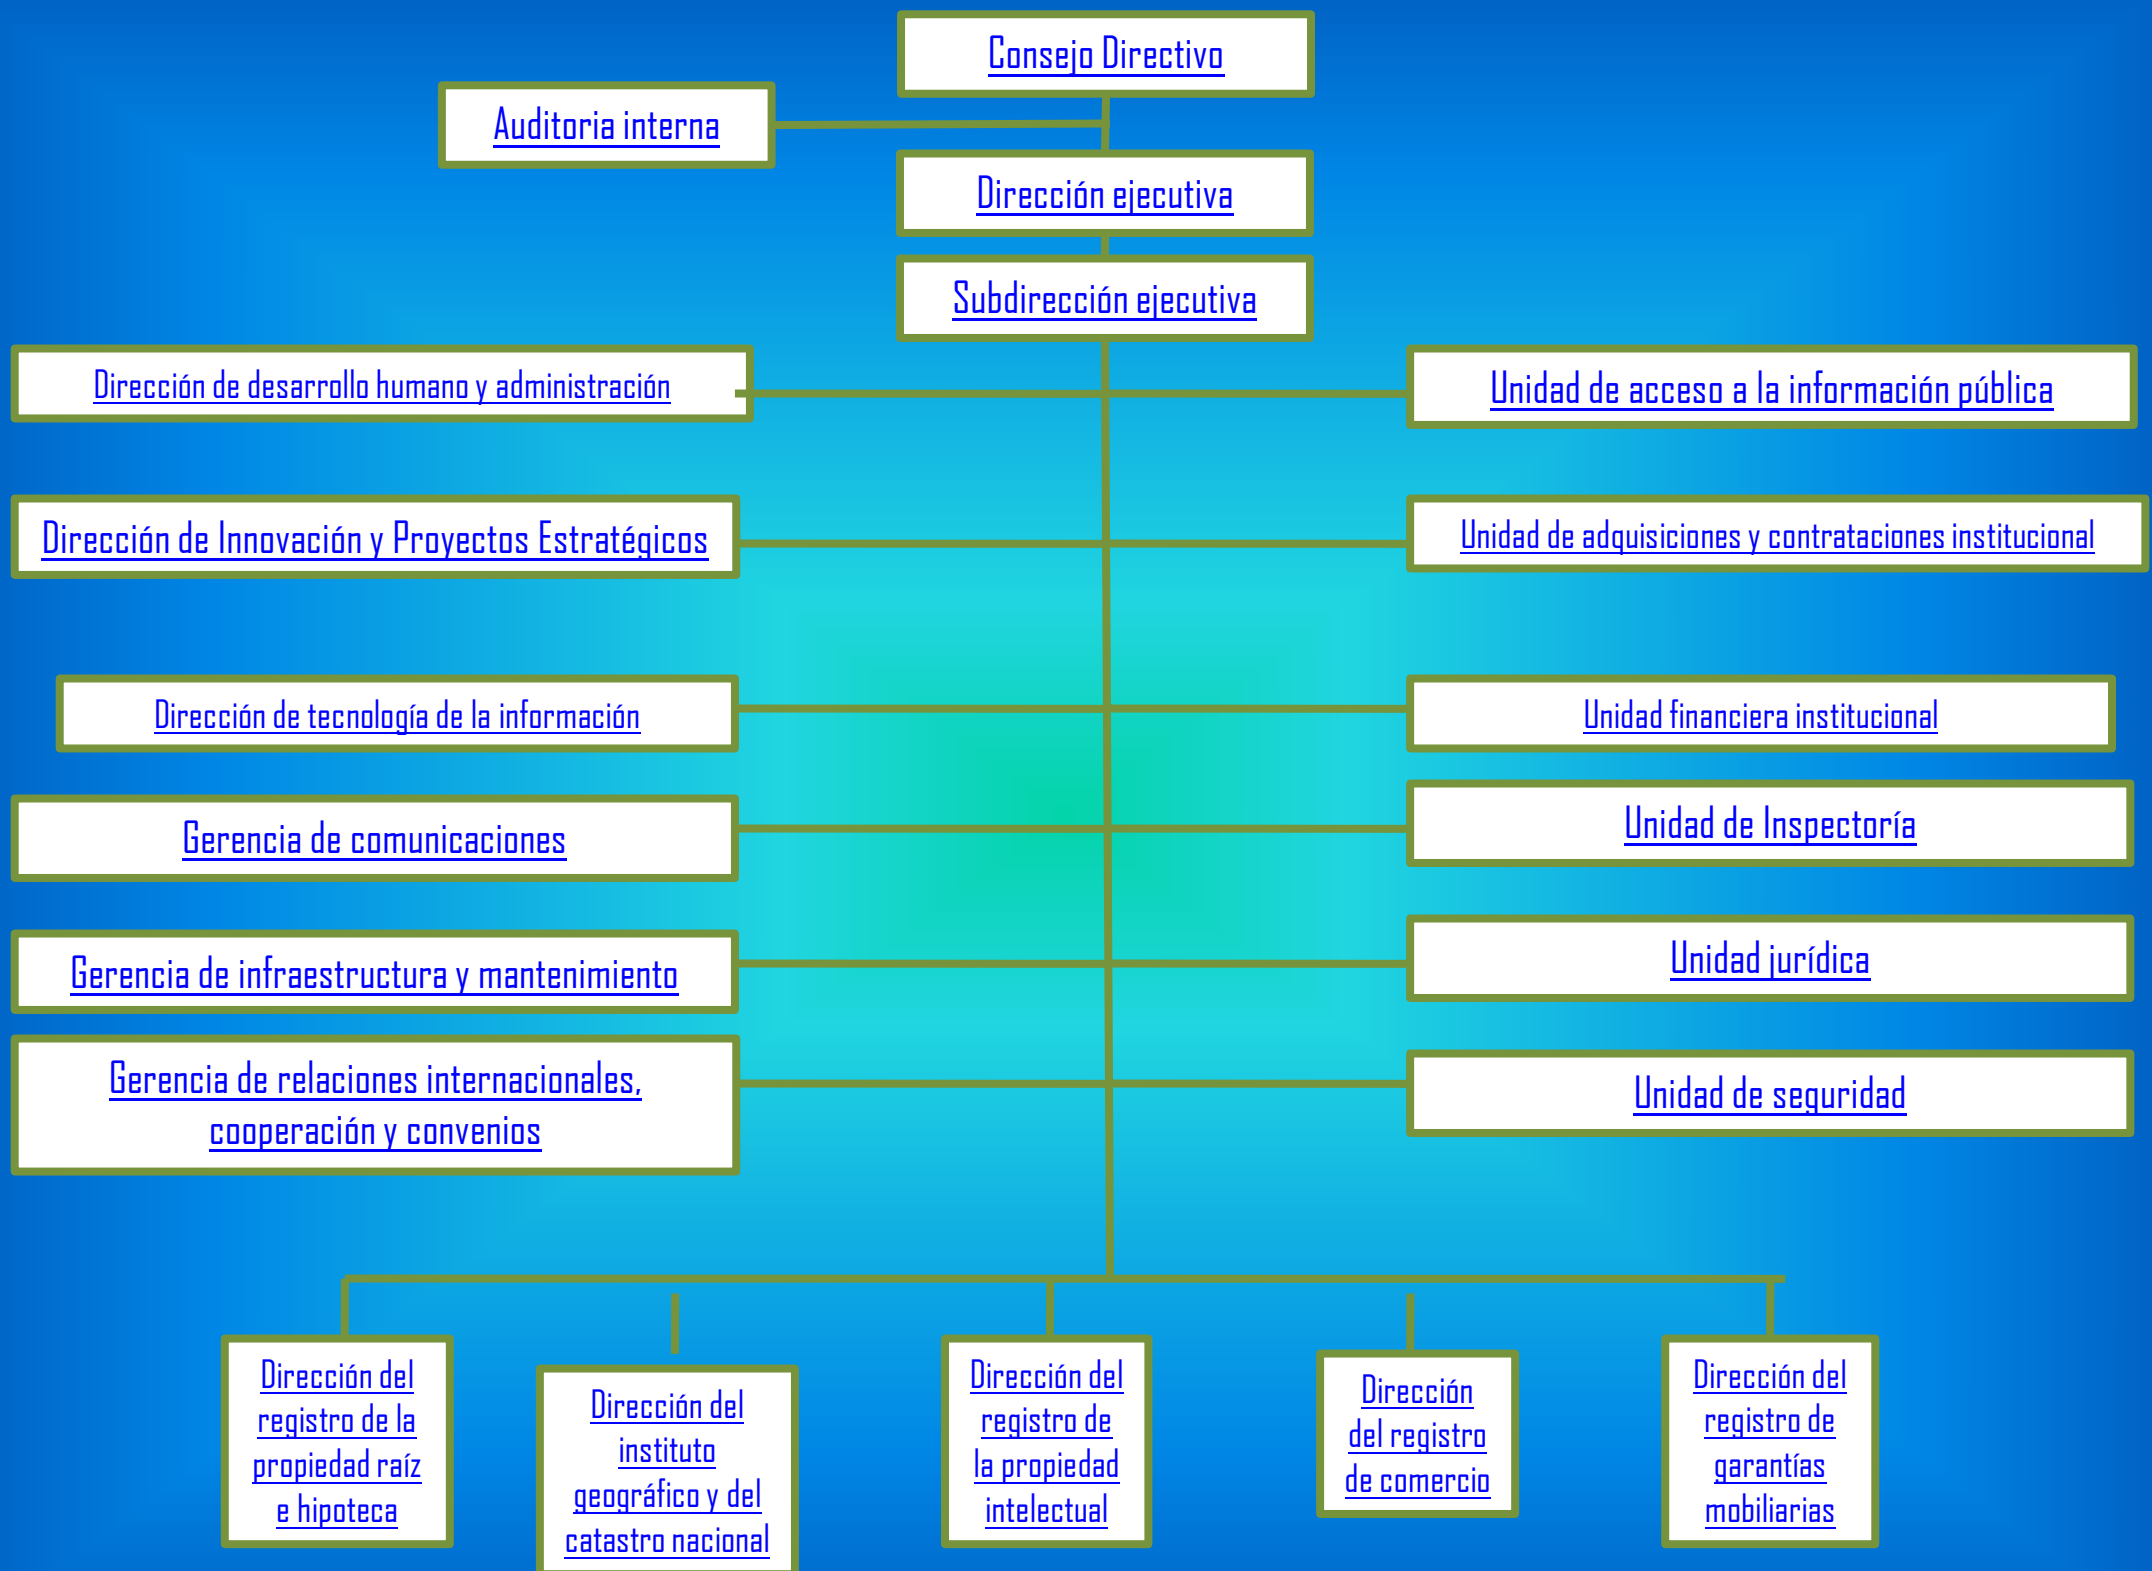 Consejo Directivo
Auditoria interna
Dirección ejecutiva
Subdirección ejecutiva
Dirección de desarrollo humano y administración
Unidad de acceso a la información pública
Dirección de Innovación y Proyectos Estratégicos
Unidad de adquisiciones y contrataciones institucional
Dirección de tecnología de la información
Unidad financiera institucional
Gerencia de comunicaciones
Unidad de Inspectoría
Gerencia de infraestructura y mantenimiento
Unidad jurídica
Gerencia de relaciones internacionales,
cooperación y convenios
Unidad de seguridad
Dirección del
registro de la
propiedad raíz
e hipoteca
Dirección del
instituto
geográfico y del
catastro nacional
Dirección del
registro de
la propiedad
intelectual
Dirección
del registro
de comercio
Dirección del
registro de
garantías
mobiliarias